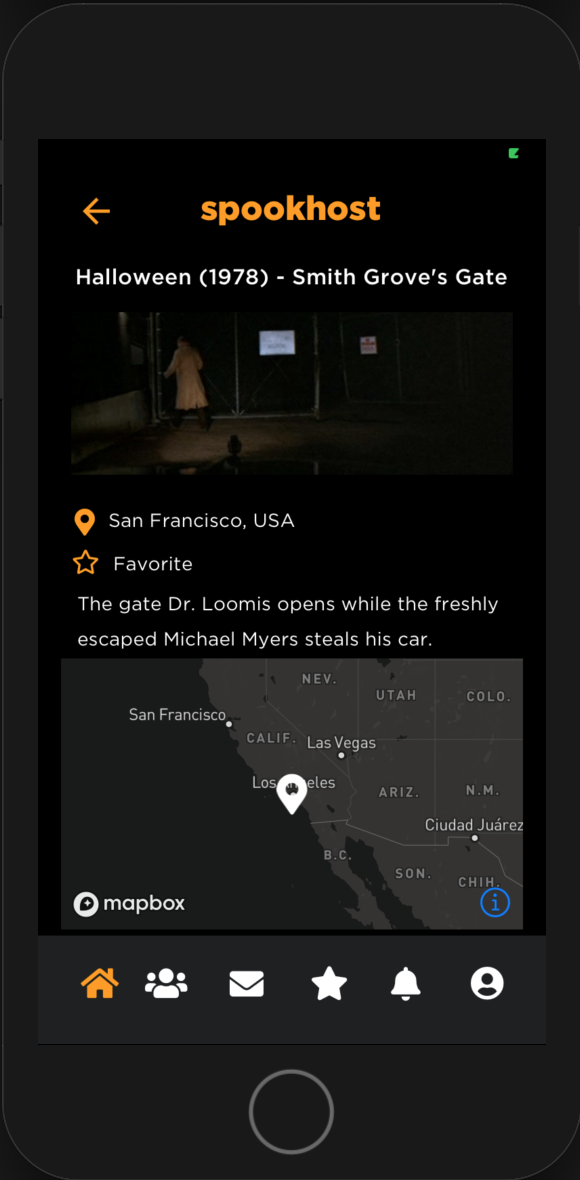 spookhost
Halloween (1978) - Smith Grove's Gate
San Francisco, USA
Favorite
The gate Dr. Loomis opens while the freshly
escaped Michael Myers steals his car.
NEV.
UTAH
COLO.
San Francisco
CALIF.
Las Vegas
Los Angeles
ARIZ.
N.M.
Ciudad Juárez
B.C.
SON.
CHIH.
mapbox